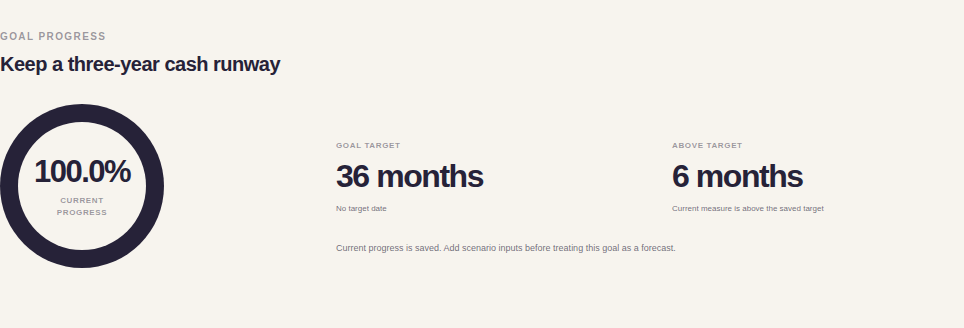 GOAL PROGRESS
Keep a three-year cash runway
100.0%
CURRENT
PROGRESS
GOAL TARGET
36 months
No target date
ABOVE TARGET
6 months
Current measure is above the saved target
Current progress is saved. Add scenario inputs before treating this goal as a forecast.